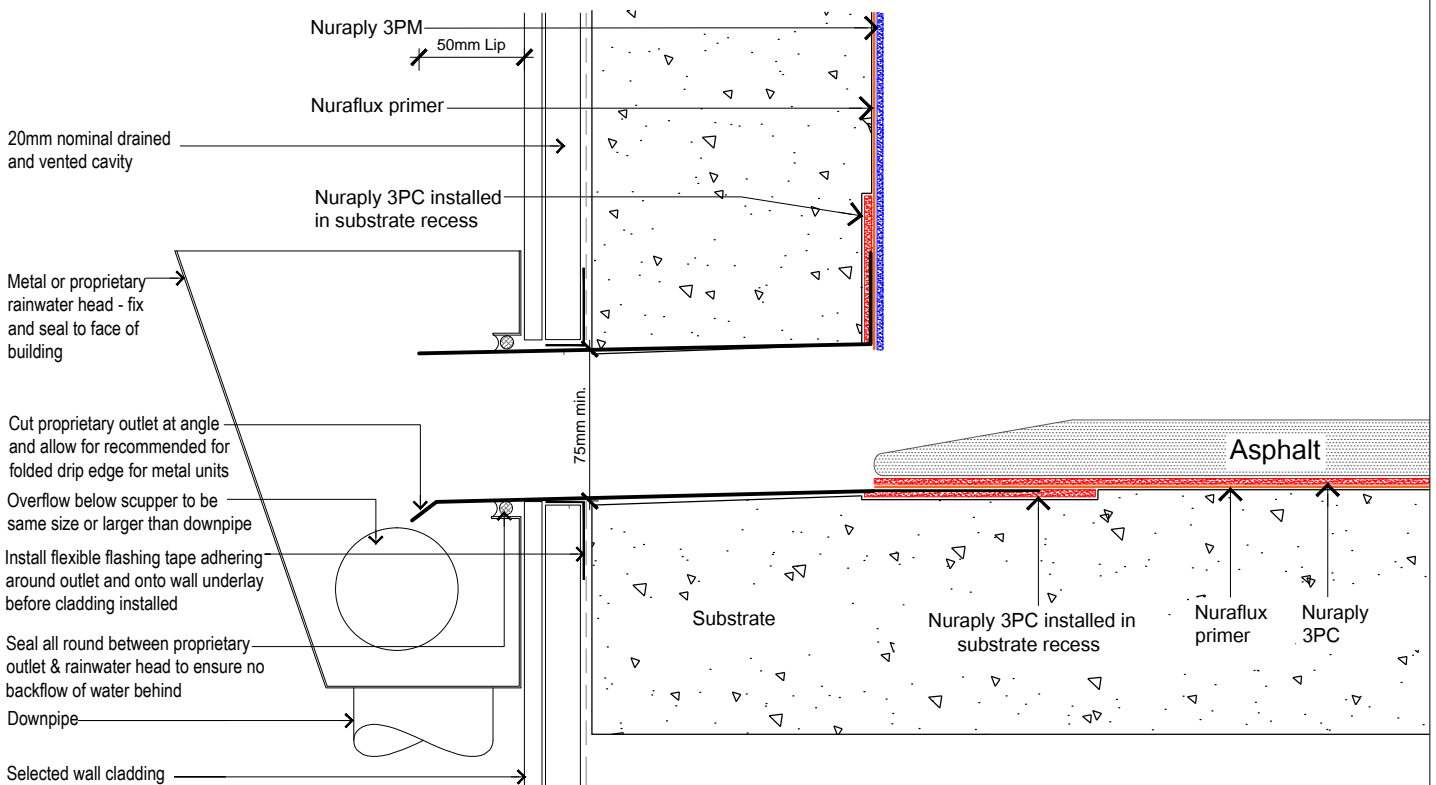 Nuraply 3PM
50mm Lip
Nuraflux primer
20mm nominal drained
and vented cavity
Nuraply 3PC installed
in substrate recess
Metal or proprietary
rainwater head - fix
and seal to face of
building
75mm min.
Cut proprietary outlet at angle
and allow for recommended for
folded drip edge for metal units
Asphalt
Overflow below scupper to be
same size or larger than downpipe
Install flexible flashing tape adhering
around outlet and onto wall underlay
before cladding installed
Substrate
Nuraply 3PC installed in
substrate recess
Nuraflux
primer
Nuraply
3PC
Seal all round between proprietary
outlet & rainwater head to ensure no
backflow of water behind
Downpipe
Selected wall cladding